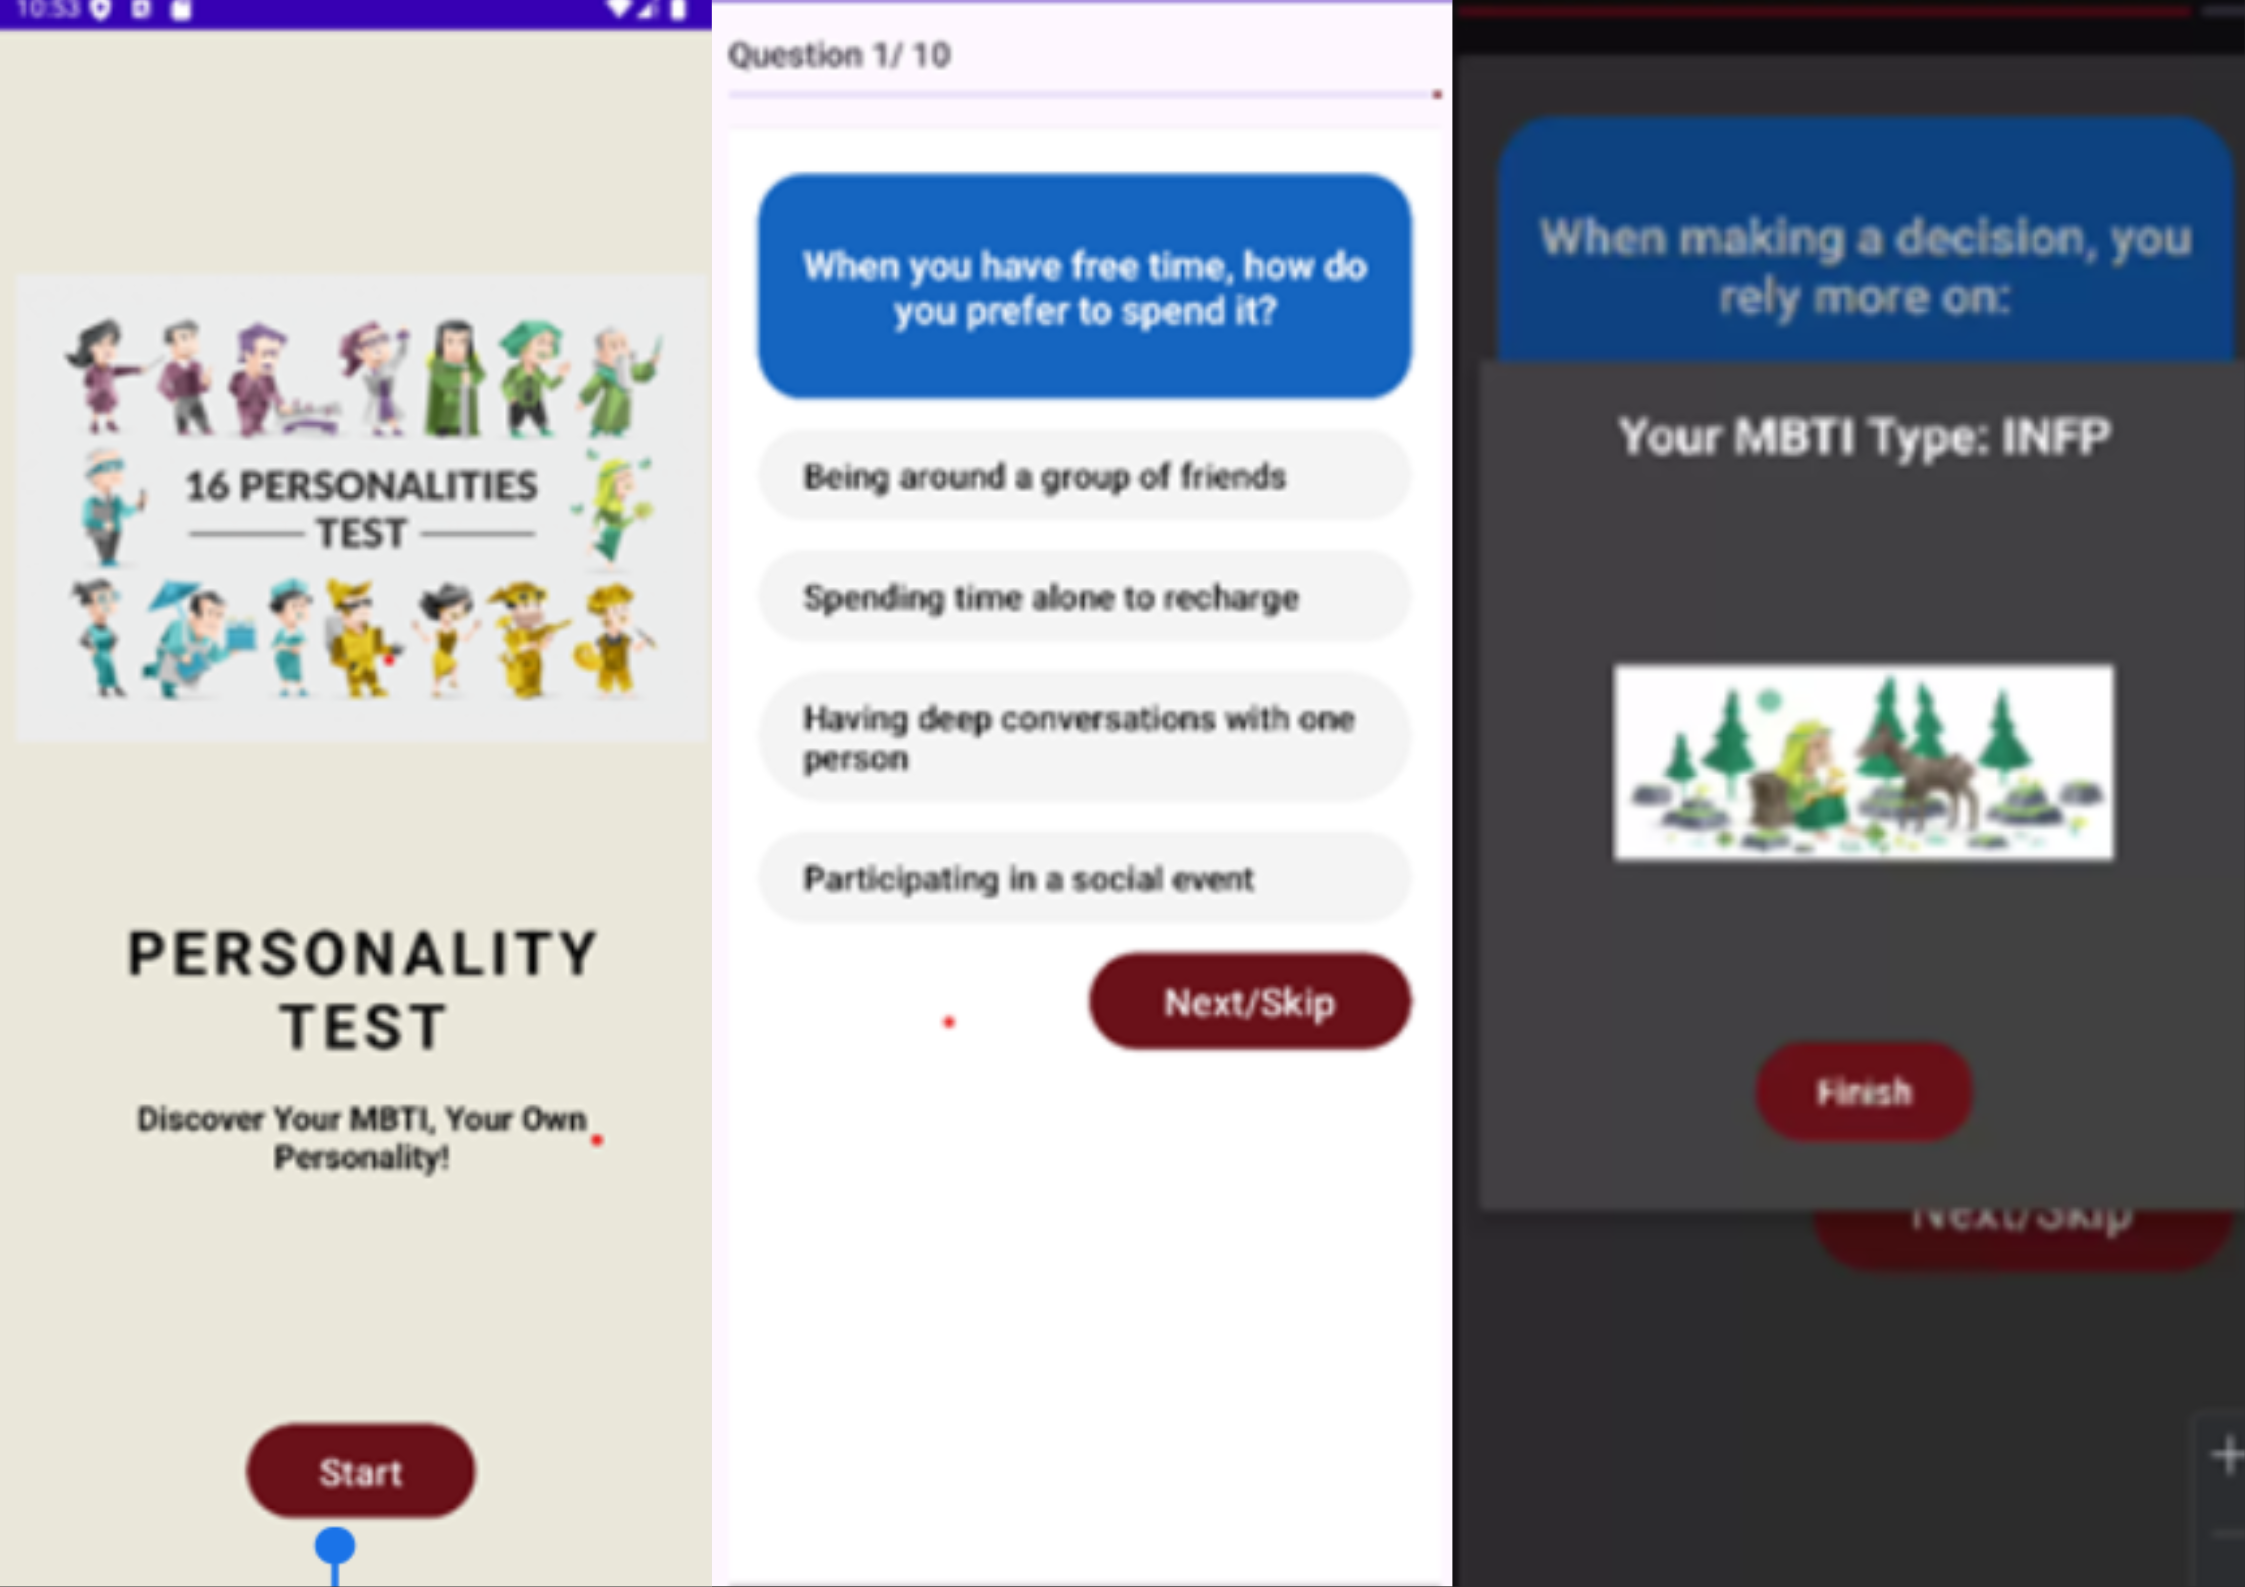 10:53
16 PERSONALITIES
TEST
PERSONALITY
TEST
Discover Your MBTI, Your Own
Personality!
Start
Question 1/ 10
When you have free time, how do
you prefer to spend it?
Being around a group of friends
Spending time alone to recharge
Having deep conversations with one
person
Participating in a social event
Next/Skip
When making a decision, you
rely more on:
Your MBTI Type: INFP
Finish
Next/Skip